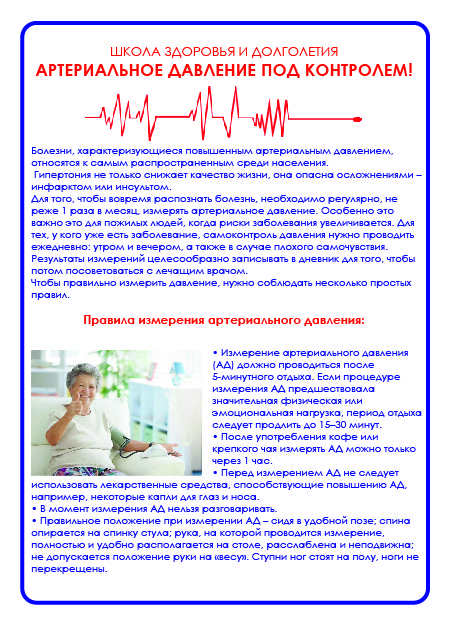 ШКОЛА ЗДОРОВЬЯ И ДОЛГОЛЕТИЯ
АРТЕРИАЛЬНОЕ ДАВЛЕНИЕ ПОД КОНТРОЛЕМ!
Болезни, характеризующиеся повышенным артериальным давлением,
относятся к самым распространенным среди населения.
Гипертония не только снижает качество жизни, она опасна осложнениями –
инфарктом или инсультом.
Для того, чтобы вовремя распознать болезнь, необходимо регулярно, не
реже 1 раза в месяц, измерять артериальное давление. Особенно это
важно это для пожилых людей, когда риски заболевания увеличивается. Для
тех, у кого уже есть заболевание, самоконтроль давления нужно проводить
ежедневно: утром и вечером, а также в случае плохого самочувствия.
Результаты измерений целесообразно записывать в дневник для того, чтобы
потом посоветоваться с лечащим врачом.
Чтобы правильно измерить давление, нужно соблюдать несколько простых
правил.
Правила измерения артериального давления:
• Измерение артериального давления
(АД) должно проводиться после
5-минутного отдыха. Если процедуре
измерения АД предшествовала
значительная физическая или
эмоциональная нагрузка, период отдыха
следует продлить до 15–30 минут.
• После употребления кофе или
крепкого чая измерять АД можно только
через 1 час.
• Перед измерением АД не следует
использовать лекарственные средства, способствующие повышению АД,
например, некоторые капли для глаз и носа.
• В момент измерения АД нельзя разговаривать.
• Правильное положение при измерении АД – сидя в удобной позе; спина
опирается на спинку стула; рука, на которой проводится измерение,
полностью и удобно располагается на столе, расслаблена и неподвижна;
не допускается положение руки на «весу». Ступни ног стоят на полу, ноги не
перекрещены.